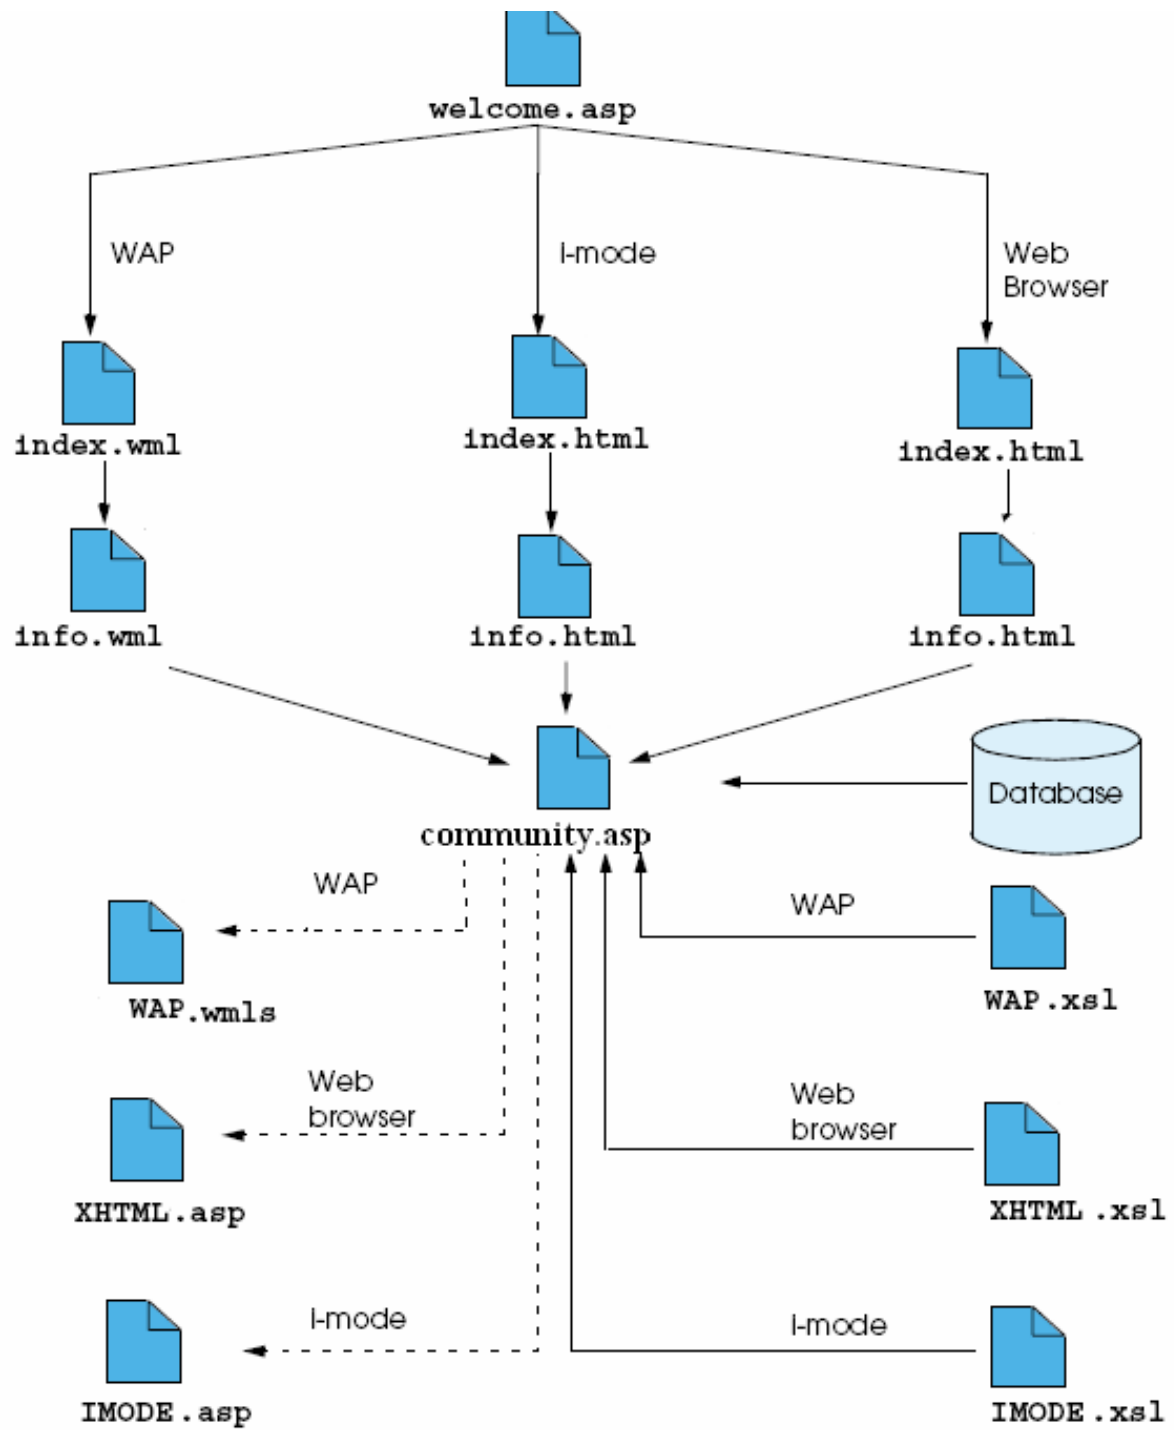 welcome.asp
WAP
i-mode
Web
Browser
index.wml
index.html
index.html
info.wml
info.html
info.html
Database
community.asp
WAP
WAP
WAP.wmls
WAP.xsl
Web
browser
Web
browser
XHTML.asp
XHTML .xsl
i-mode
i-mode
IMODE.asp
IMODE.xsl